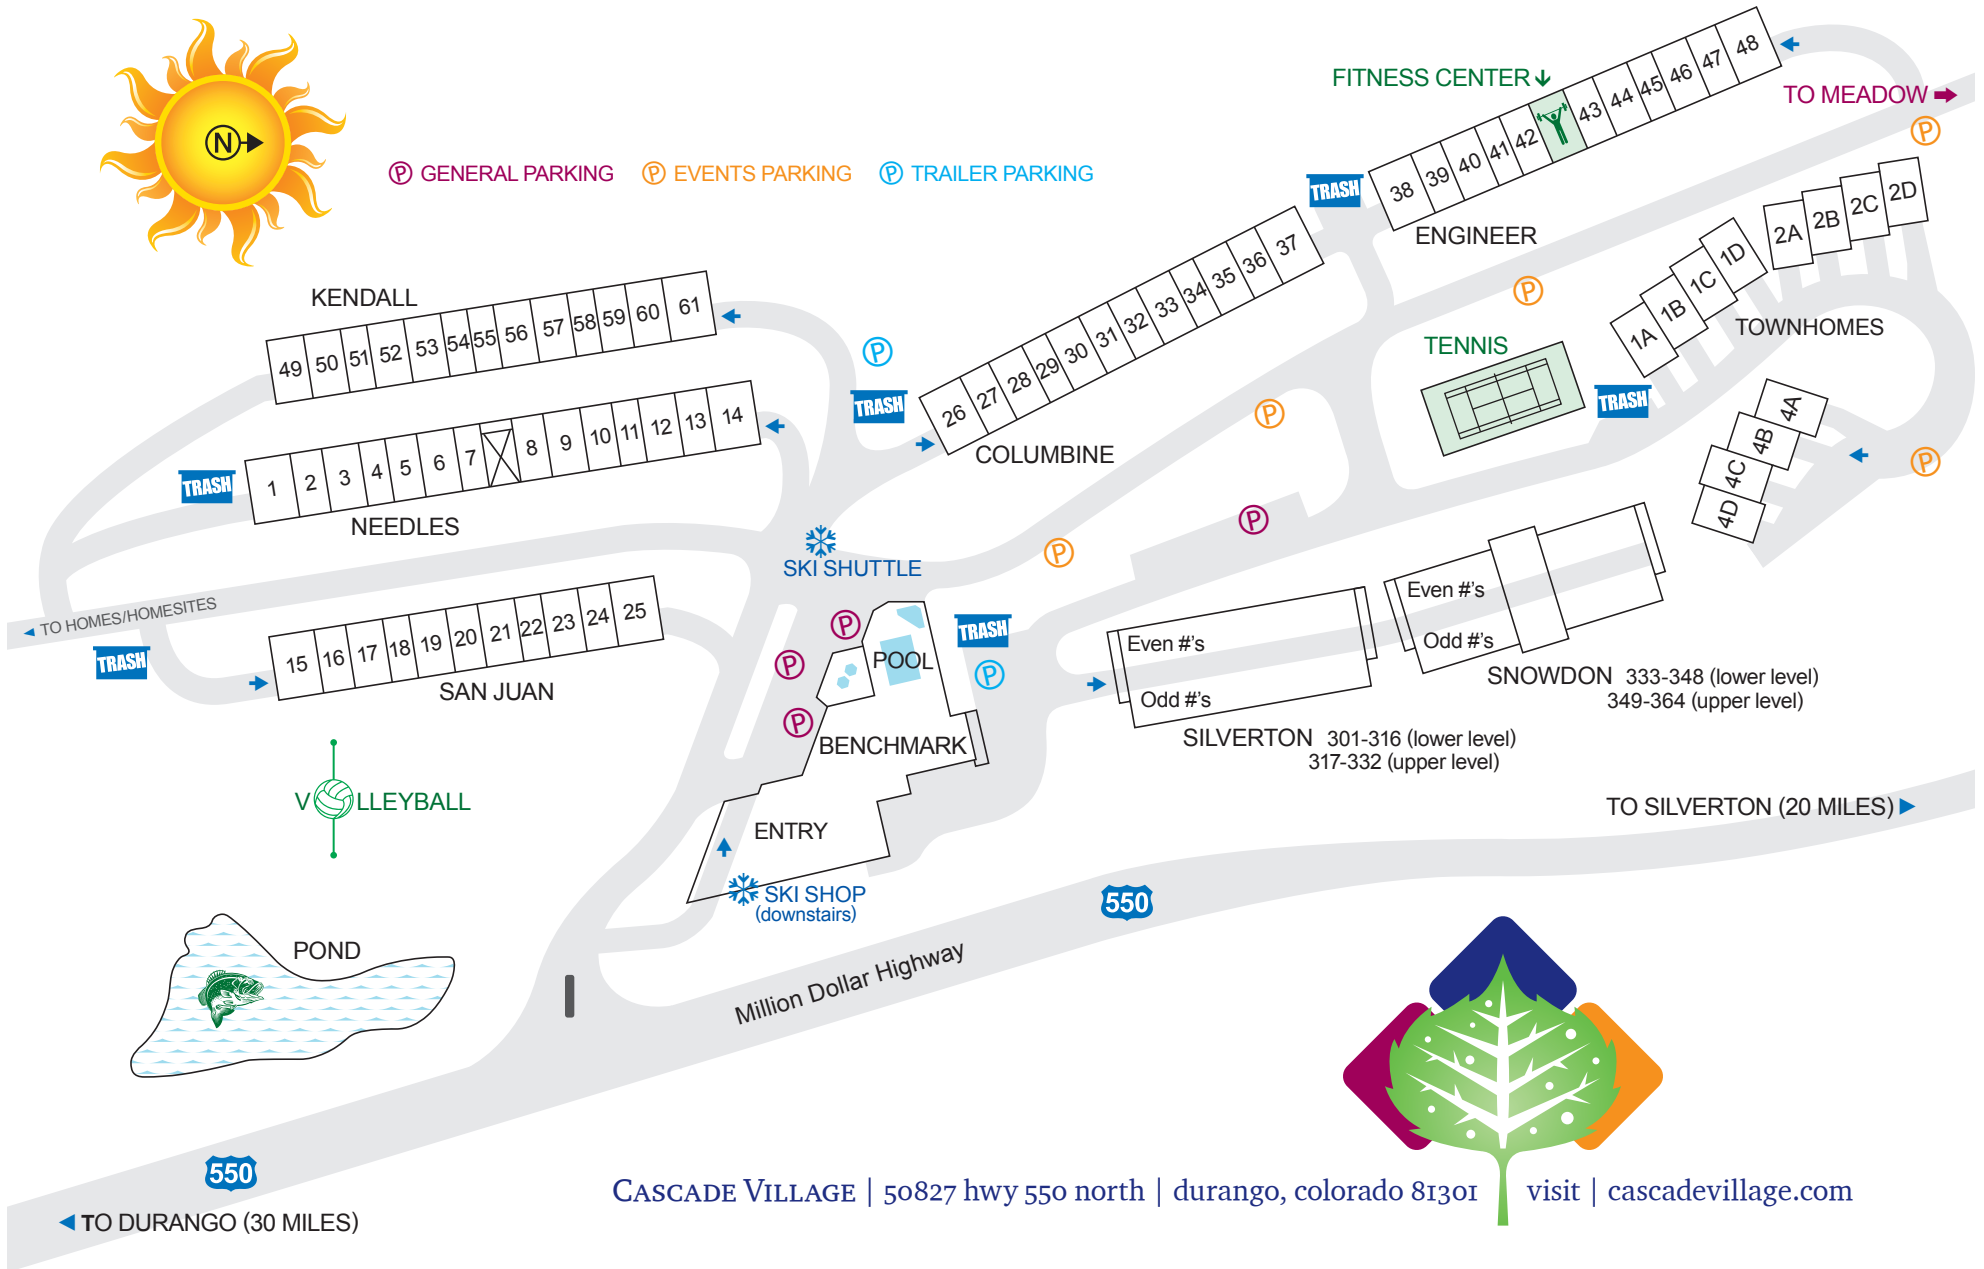 N
Ⓟ GENERAL PARKING
Ⓟ EVENTS PARKING
Ⓟ TRAILER PARKING
FITNESS CENTER
TO MEADOW
38 39 40 41 42 43 44 45 46 47 48
ENGINEER
TRASH
P
2A 2B 2C 2D
1A 1B 1C 1D
TOWNHOMES
4A
4B
4C
4D
P
TRASH
P
TENNIS
KENDALL
49 50 51 52 53 54 55 56 57 58 59 60 61
P
TRASH
26 27 28 29 30 31 32 33 34 35 36 37
COLUMBINE
P
P
P
TRASH
1 2 3 4 5 6 7 8 9 10 11 12 13 14
NEEDLES
SKI SHUTTLE
TO HOMES/HOMESITES
TRASH
15 16 17 18 19 20 21 22 23 24 25
SAN JUAN
P
P
P
POOL
BENCHMARK
TRASH
P
Even #'s
Odd #'s
SILVERTON 301-316 (lower level)
317-332 (upper level)
Even #'s
Odd #'s
SNOWDON 333-348 (lower level)
349-364 (upper level)
VOLLEYBALL
ENTRY
SKI SHOP
(downstairs)
TO SILVERTON (20 MILES)
550
Million Dollar Highway
POND
550
TO DURANGO (30 MILES)
CASCADE VILLAGE | 50827 hwy 550 north | durango, colorado 81301 visit | cascadevillage.com